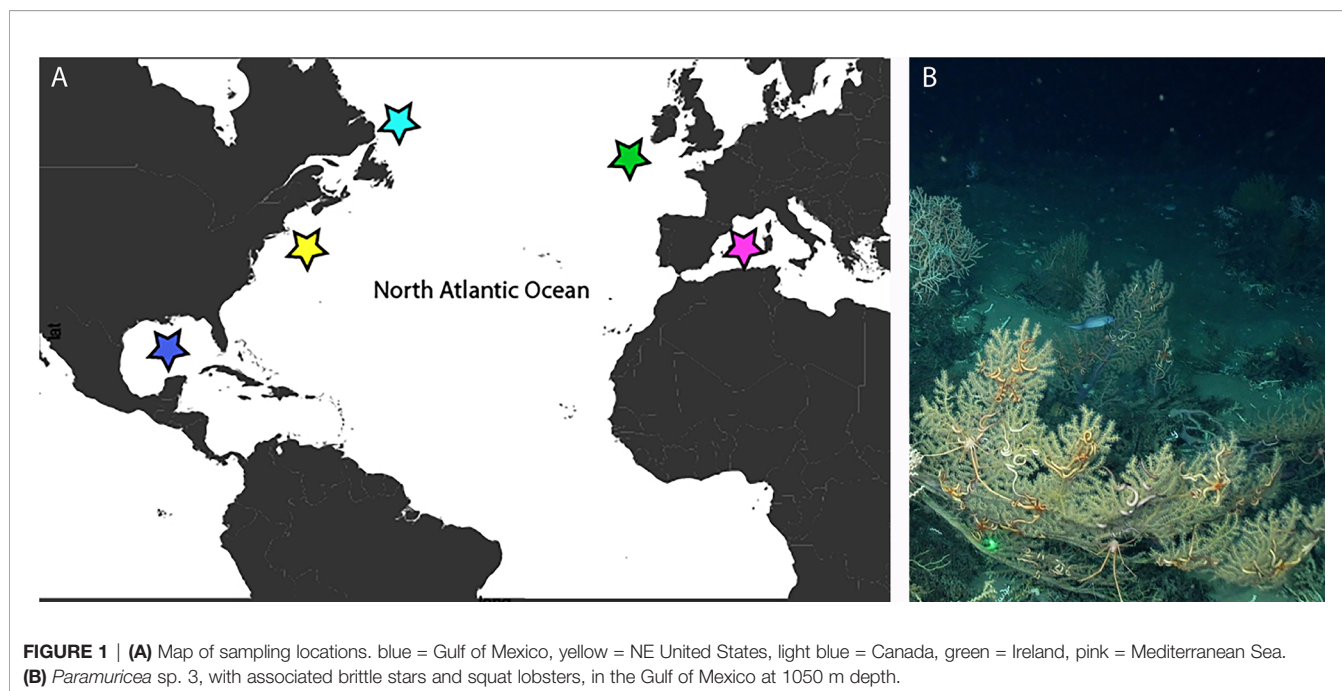 A
B
North Atlantic Ocean
lat
long
FIGURE 1 | (A) Map of sampling locations. blue = Gulf of Mexico, yellow = NE United States, light blue = Canada, green = Ireland, pink = Mediterranean Sea.
(B) Paramuricea sp. 3, with associated brittle stars and squat lobsters, in the Gulf of Mexico at 1050 m depth.